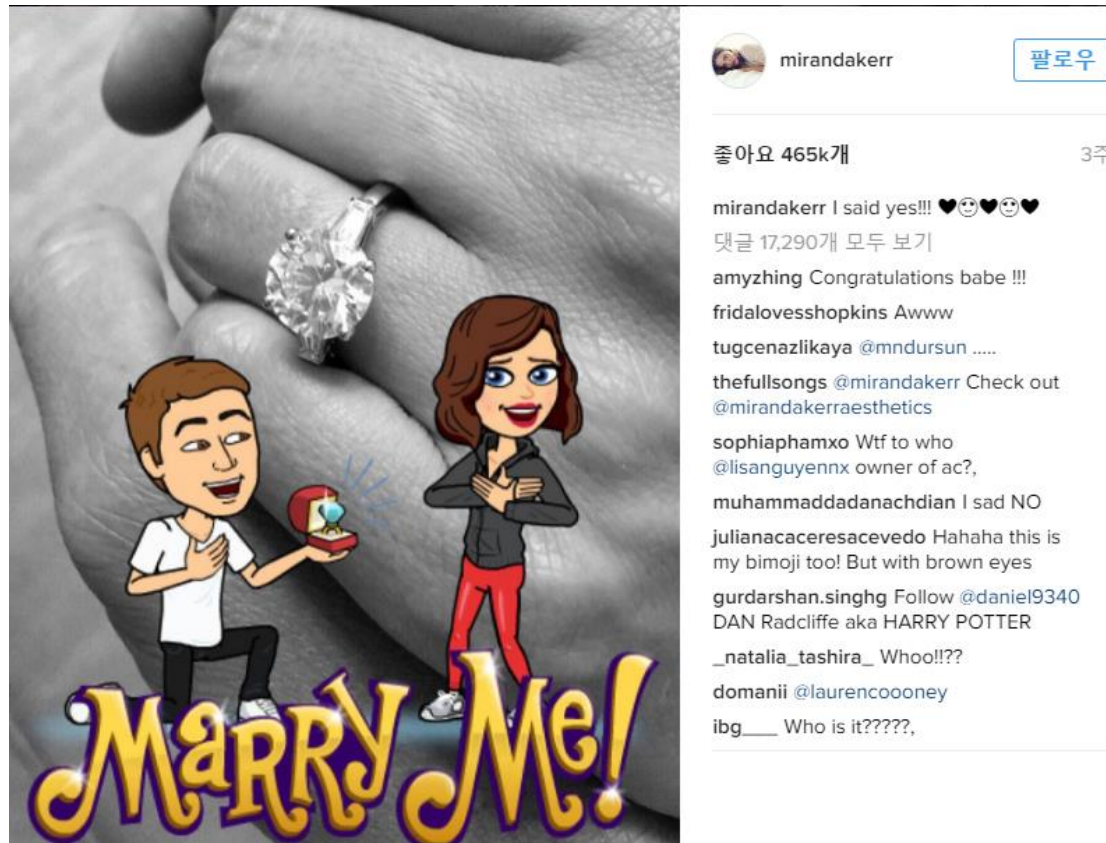 mirandakerr
팔로우
좋아요 465k개
3주
mirandakerr I said yes!!! ♥☺♥☺♥
댓글 17,290개 모두 보기
amyzhing Congratulations babe !!!
fridalovesshopkins Awww
tugcenazlikaya @mndursun .....
thefullsongs @mirandakerr Check out
@mirandakerraesthetics
sophiaphamxo Wtf to who
@lisanguyennx owner of ac?,
muhammaddadanachdian I sad NO
julianacaceresacevedo Hahaha this is
my bimoji too! But with brown eyes
gurdarshan.singhg Follow @daniel9340
DAN Radcliffe aka HARRY POTTER
_natalia_tashira_ Whoo!!??
domanii @laurencoooney
ibg___ Who is it?????,
Marry Me!